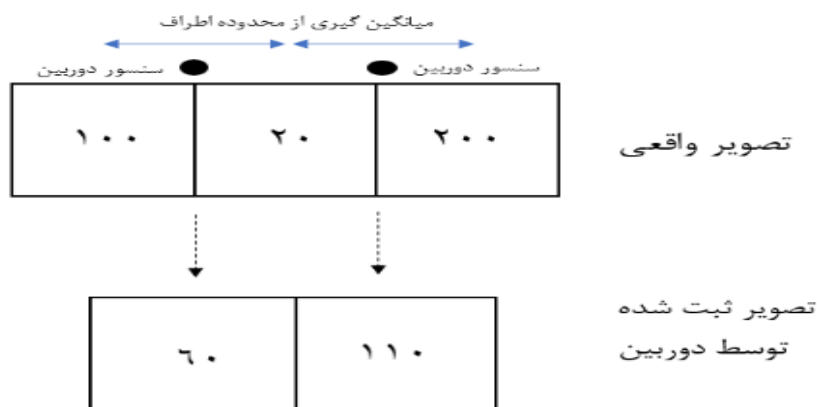 میانگین گیری از محدوده اطراف
سنسور دوربین
سنسور دوربین
تصویر واقعی
۲۰۰
۲۰
۱۰۰
تصویر ثبت شده
توسط دوربین
۱۱۰
٦۰